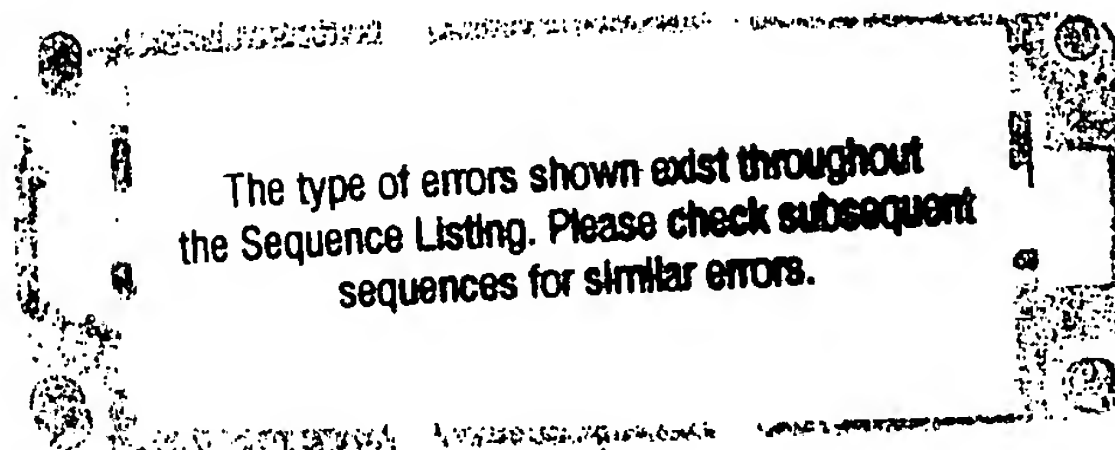 The type of errors shown exist throughout
the Sequence Listing. Please check subsequent
sequences for similar errors.